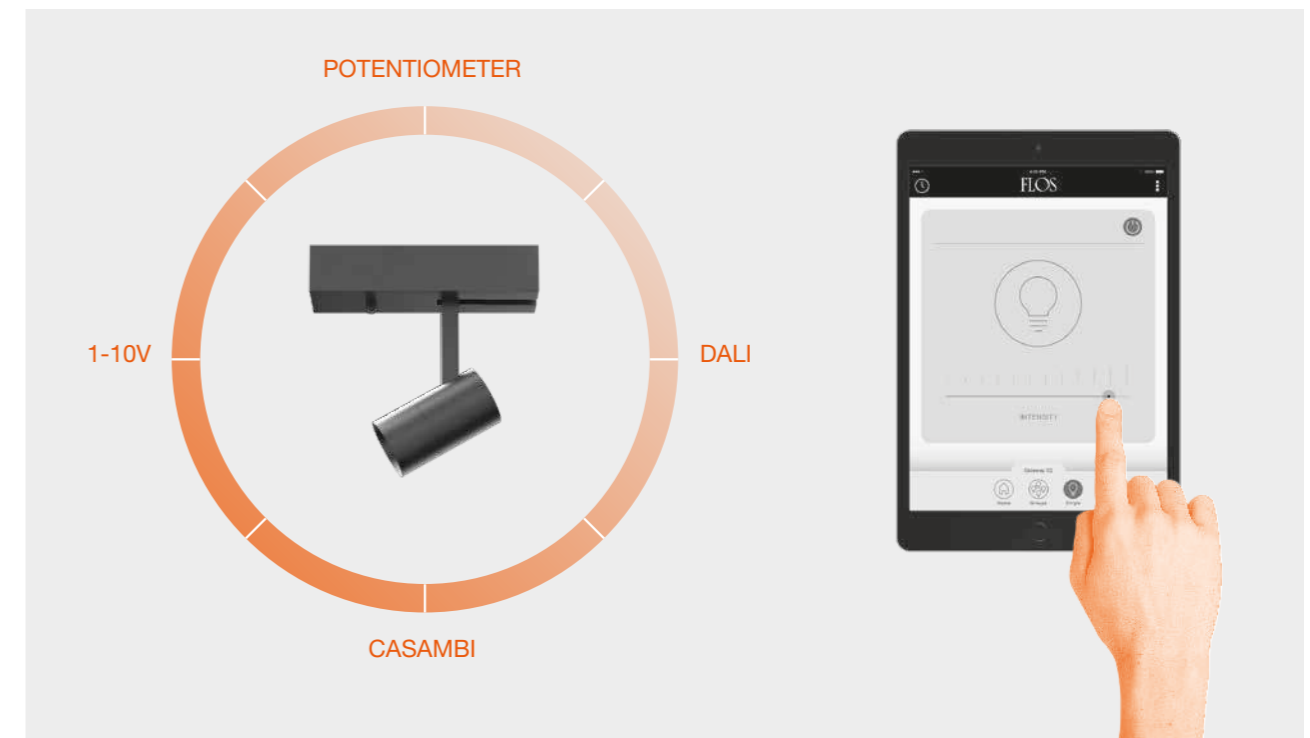 POTENTIOMETER
FLOS
1-10V
DALI
INTENSITY
CASAMBI